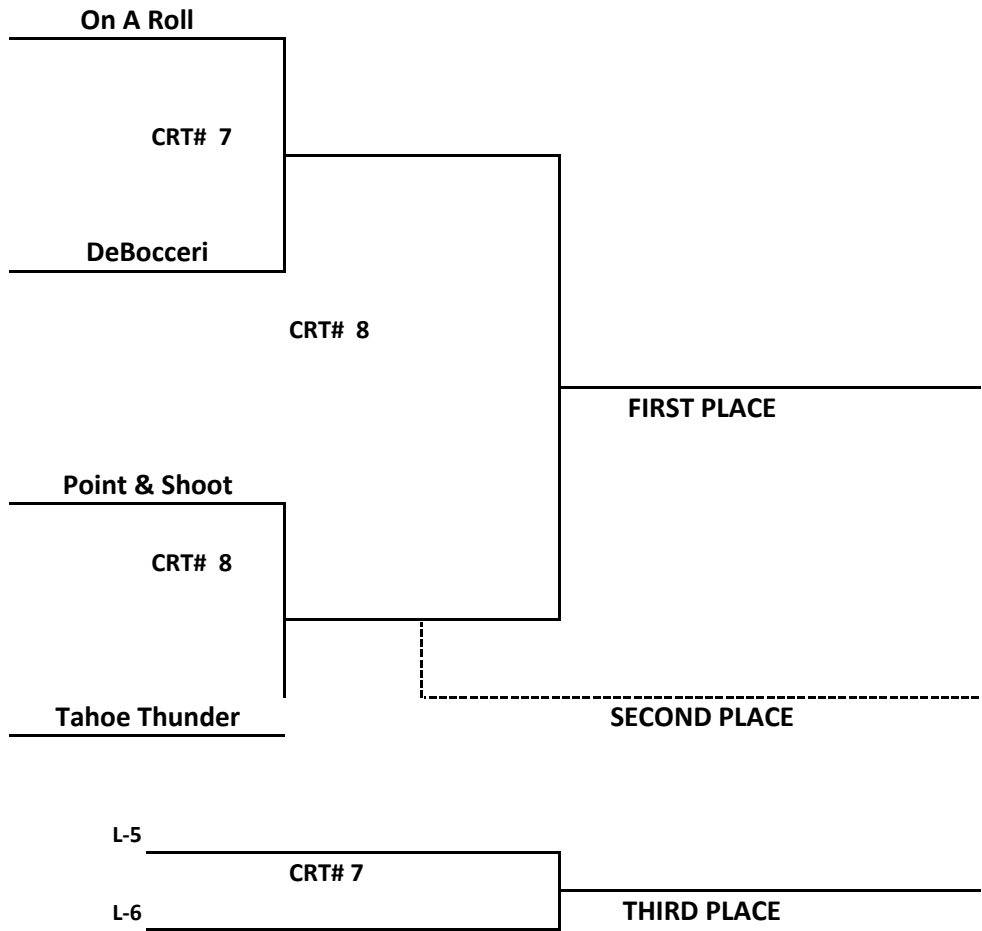 On A Roll
CRT# 7
DeBocceri
CRT# 8
FIRST PLACE
Point & Shoot
CRT# 8
Tahoe Thunder
SECOND PLACE
L-5
CRT# 7
L-6
THIRD PLACE